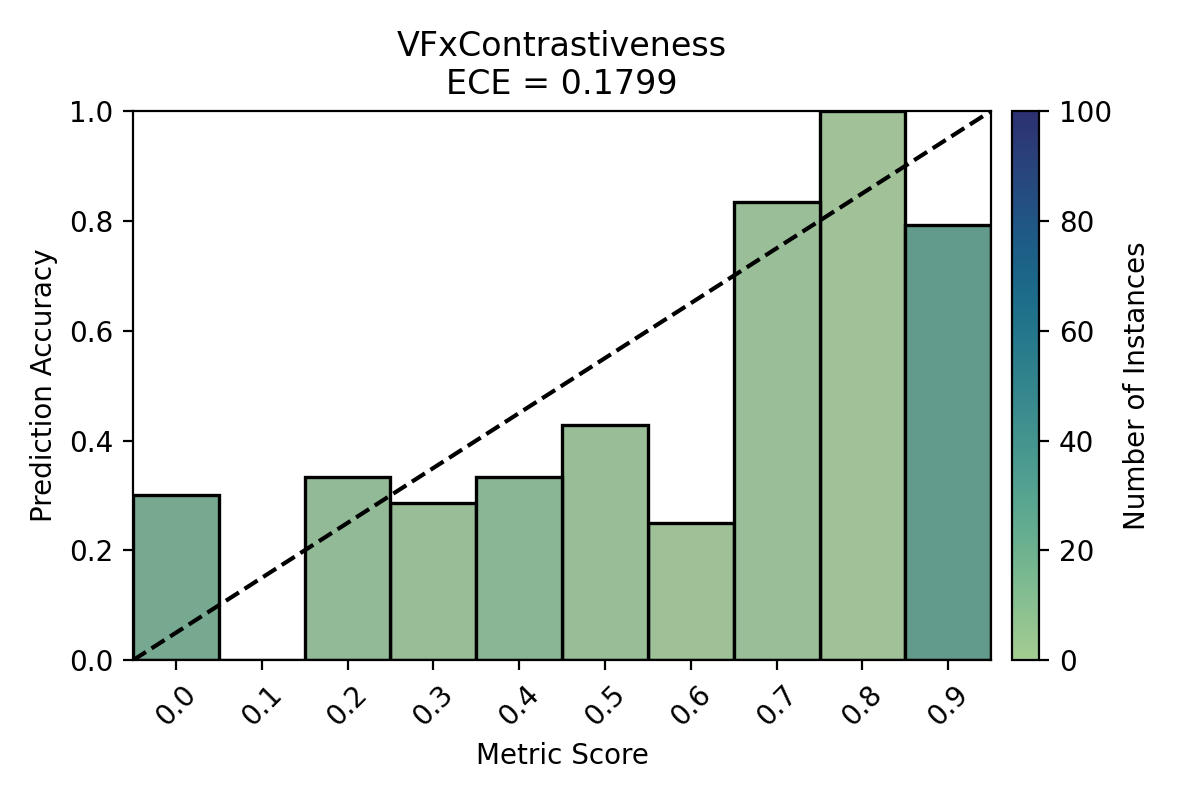 VFxContrastiveness
ECE = 0.1799
Prediction Accuracy
1.0
0.8
0.6
0.4
0.2
0.0
0.0 0.1 0.2 0.3 0.4 0.5 0.6 0.7 0.8 0.9
Metric Score
100
80
60
40
20
0
Number of Instances